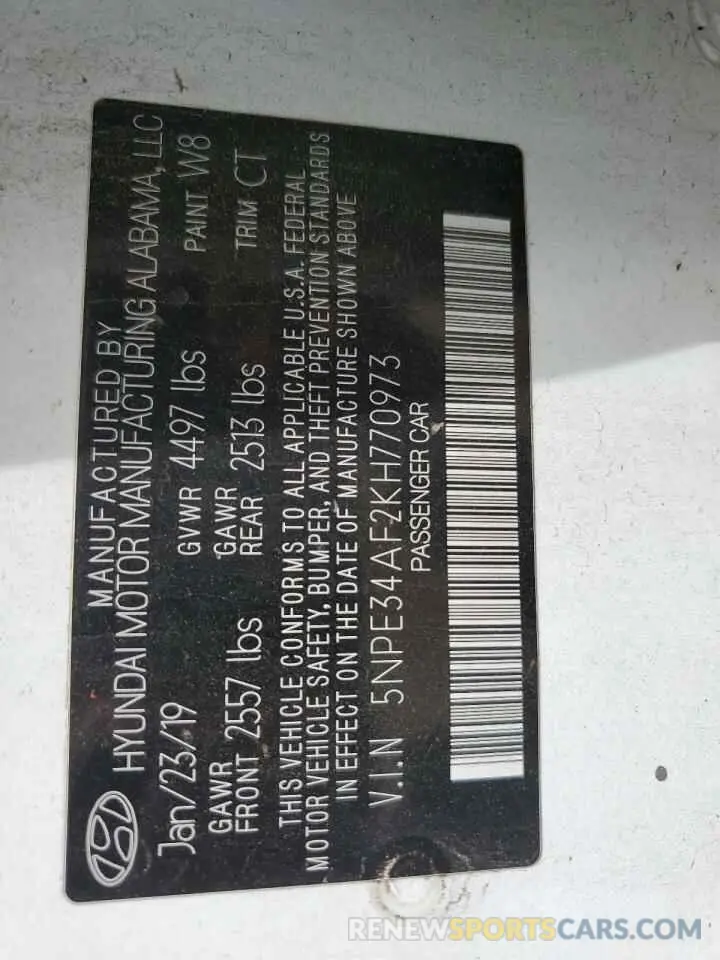 MANUFACTURED BY
HYUNDAI MOTOR MANUFACTURING ALABAMA, LLC
Jan/23/19 GVWR 4497 lbs PAINT W8
GAWR GAWR
FRONT 2557 lbs REAR 2513 lbs TRIM CT
THIS VEHICLE CONFORMS TO ALL APPLICABLE U.S.A. FEDERAL
MOTOR VEHICLE SAFETY, BUMPER, AND THEFT PREVENTION STANDARDS
IN EFFECT ON THE DATE OF MANUFACTURE SHOWN ABOVE
V.I.N 5NPE34AF2KH770973
PASSENGER CAR
RENEWSPORTSCARS.COM